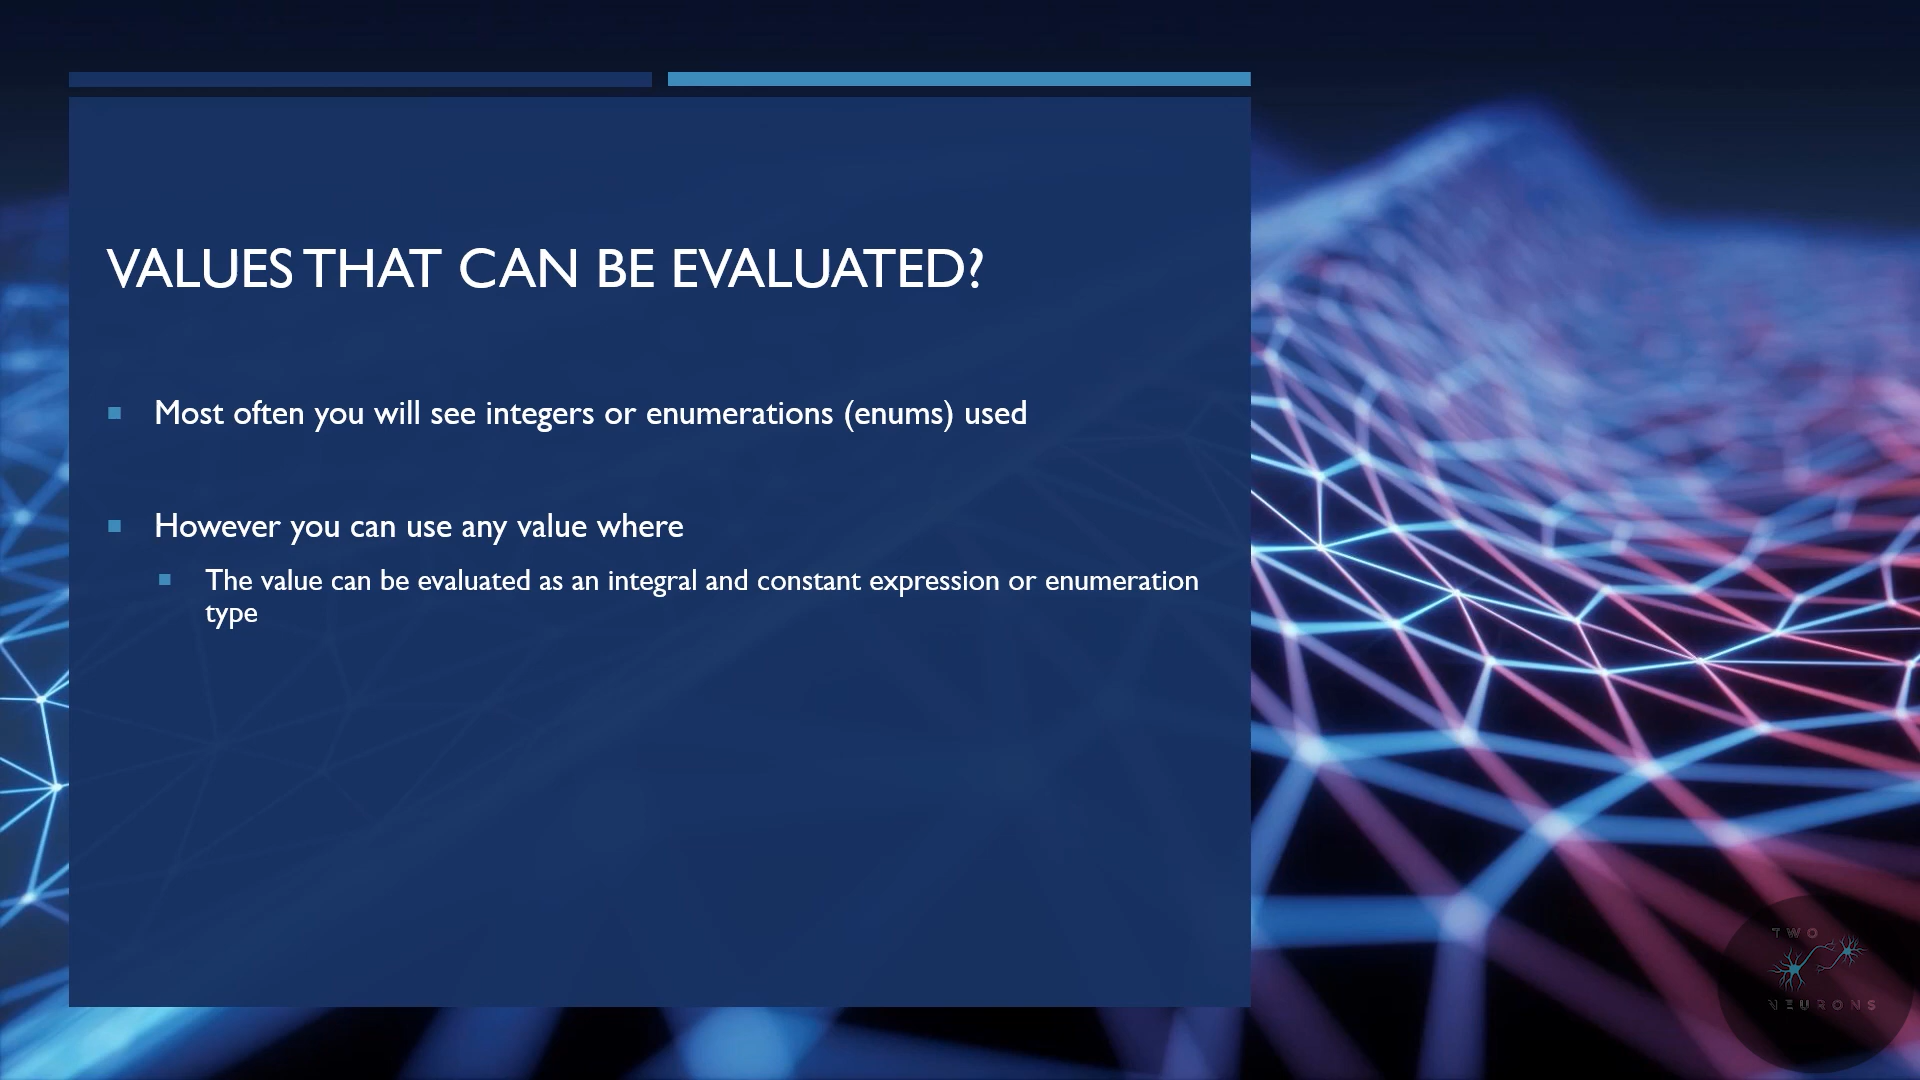 VALUES THAT CAN BE EVALUATED?
Most often you will see integers or enumerations (enums) used
However you can use any value where
The value can be evaluated as an integral and constant expression or enumeration
type
TWO
NEURONS